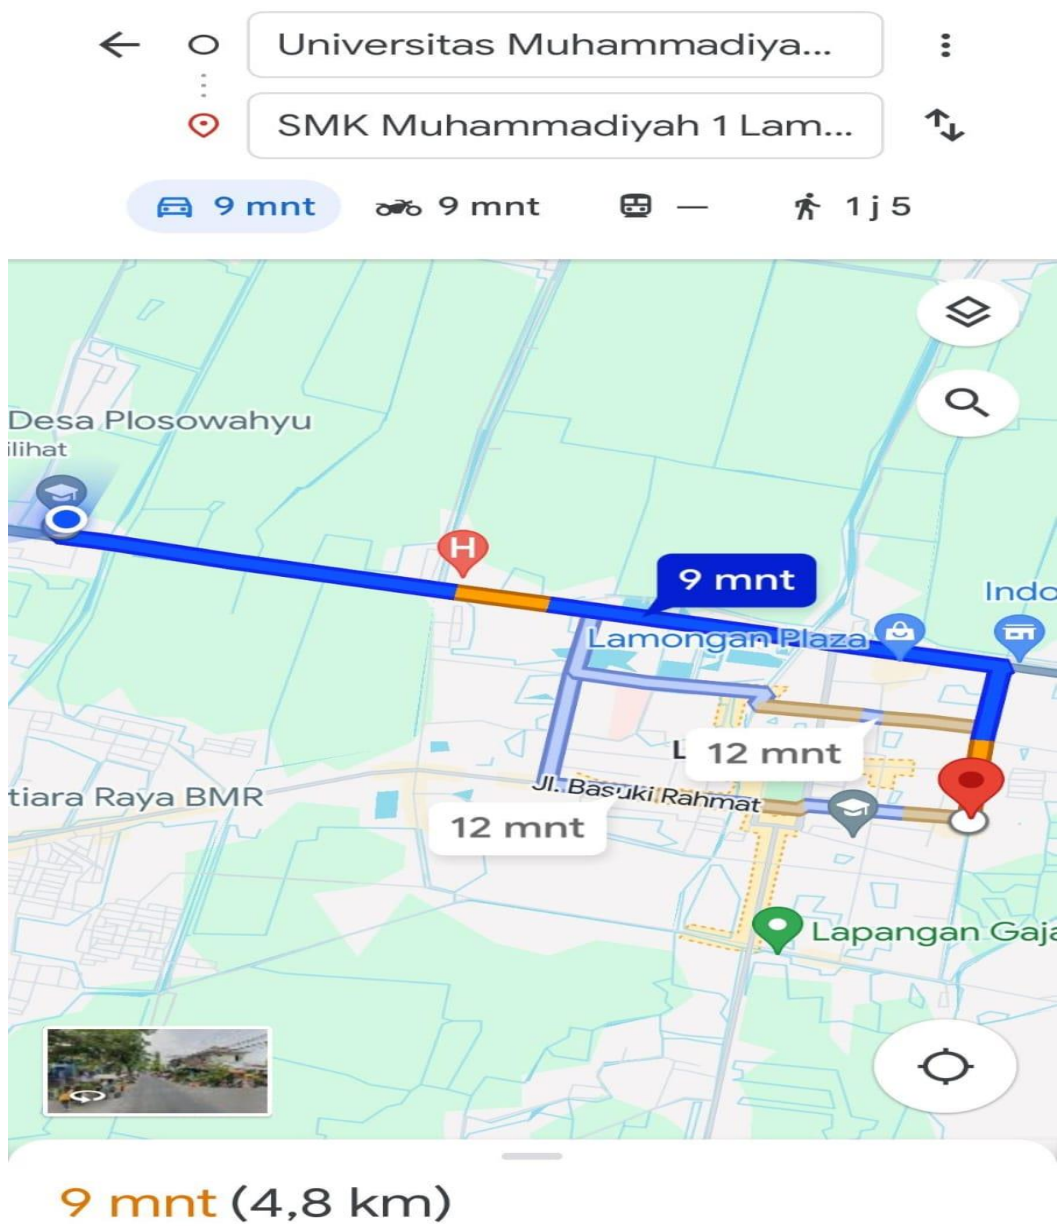 Universitas Muhammadiya...
SMK Muhammadiyah 1 Lam...
9 mnt 9 mnt — 1 j 5
Desa Plosowahyu
ilihat
H
9 mnt
Indo
Lamongan Plaza
L
12 mnt
tiara Raya BMR
Jl. Basuki Rahmat
12 mnt
Lapangan Gaja
9 mnt (4,8 km)